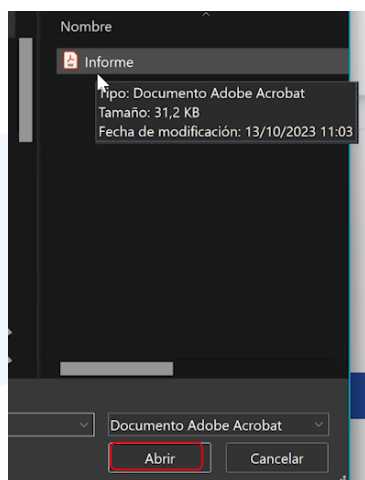 Nombre
Informe
Tipo: Documento Adobe Acrobat
Tamaño: 31,2 KB
Fecha de modificación: 13/10/2023 11:03
Documento Adobe Acrobat
Abrir
Cancelar